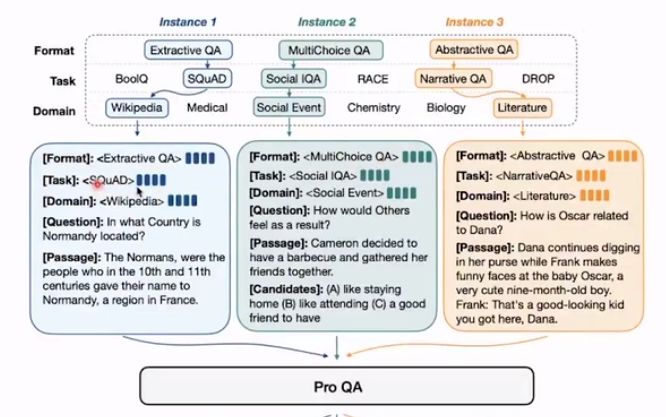 Instance 1 Instance 2 Instance 3
Format Extractive QA MultiChoice QA Abstractive QA
Task BoolQ SQuAD Social IQA RACE Narrative QA DROP
Domain Wikipedia Medical Social Event Chemistry Biology Literature
[Format]: <Extractive QA>
[Task]: <SQuAD>
[Domain]: <Wikipedia>
[Question]: In what Country is
Normandy located?
[Passage]: The Normans, were the
people who in the 10th and 11th
centuries gave their name to
Normandy, a region in France.
[Format]: <MultiChoice QA>
[Task]: <Social IQA>
[Domain]: <Social Event>
[Question]: How would Others
feel as a result?
[Passage]: Cameron decided to
have a barbecue and gathered her
friends together.
[Candidates]: (A) like staying
home (B) like attending (C) a good
friend to have
[Format]: <Abstractive QA>
[Task]: <NarrativeQA>
[Domain]: <Literature>
[Question]: How is Oscar related
to Dana?
[Passage]: Dana continues digging
in her purse while Frank makes
funny faces at the baby Oscar, a
very cute nine-month-old boy.
Frank: That's a good-looking kid
you got here, Dana.
Pro QA